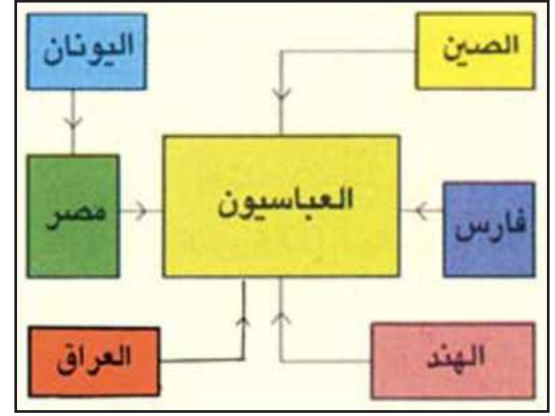 الصين
اليونان
فارس
العباسيون
مصر
الهند
العراق